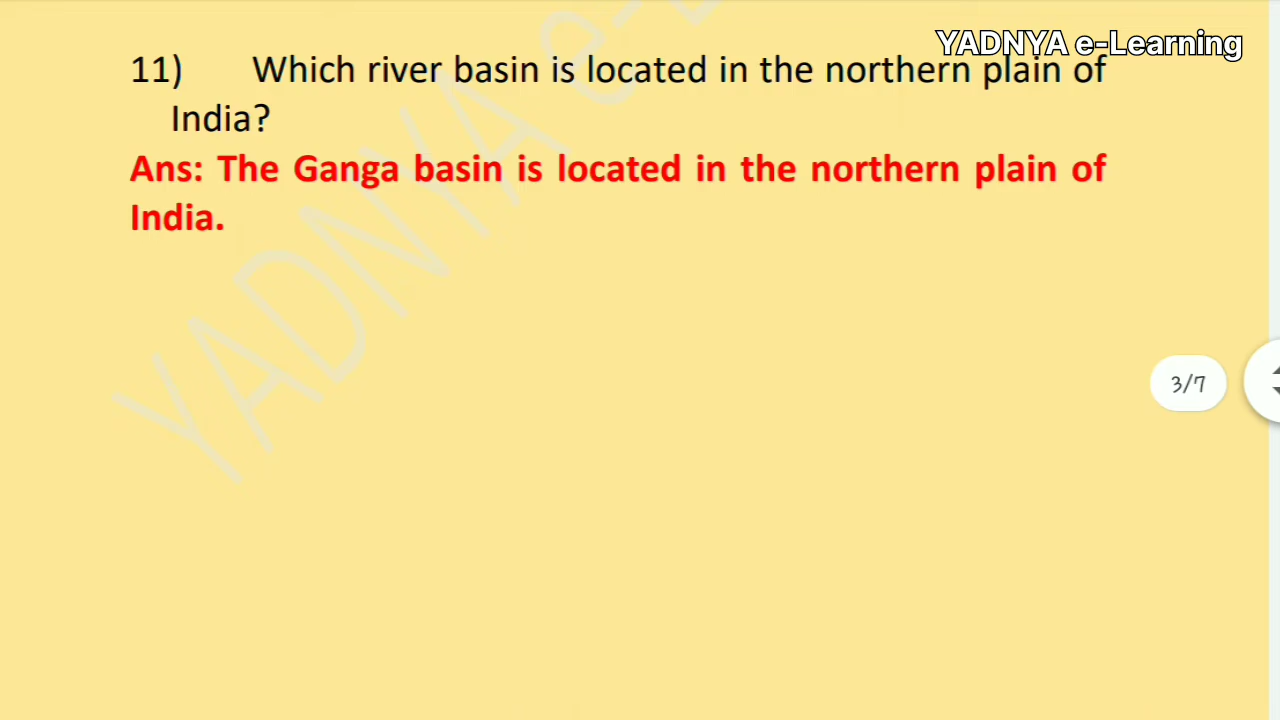 YADNYA e-Learning
11) Which river basin is located in the northern plain of
India?
Ans: The Ganga basin is located in the northern plain of
India.
3/7
YADNYA e-